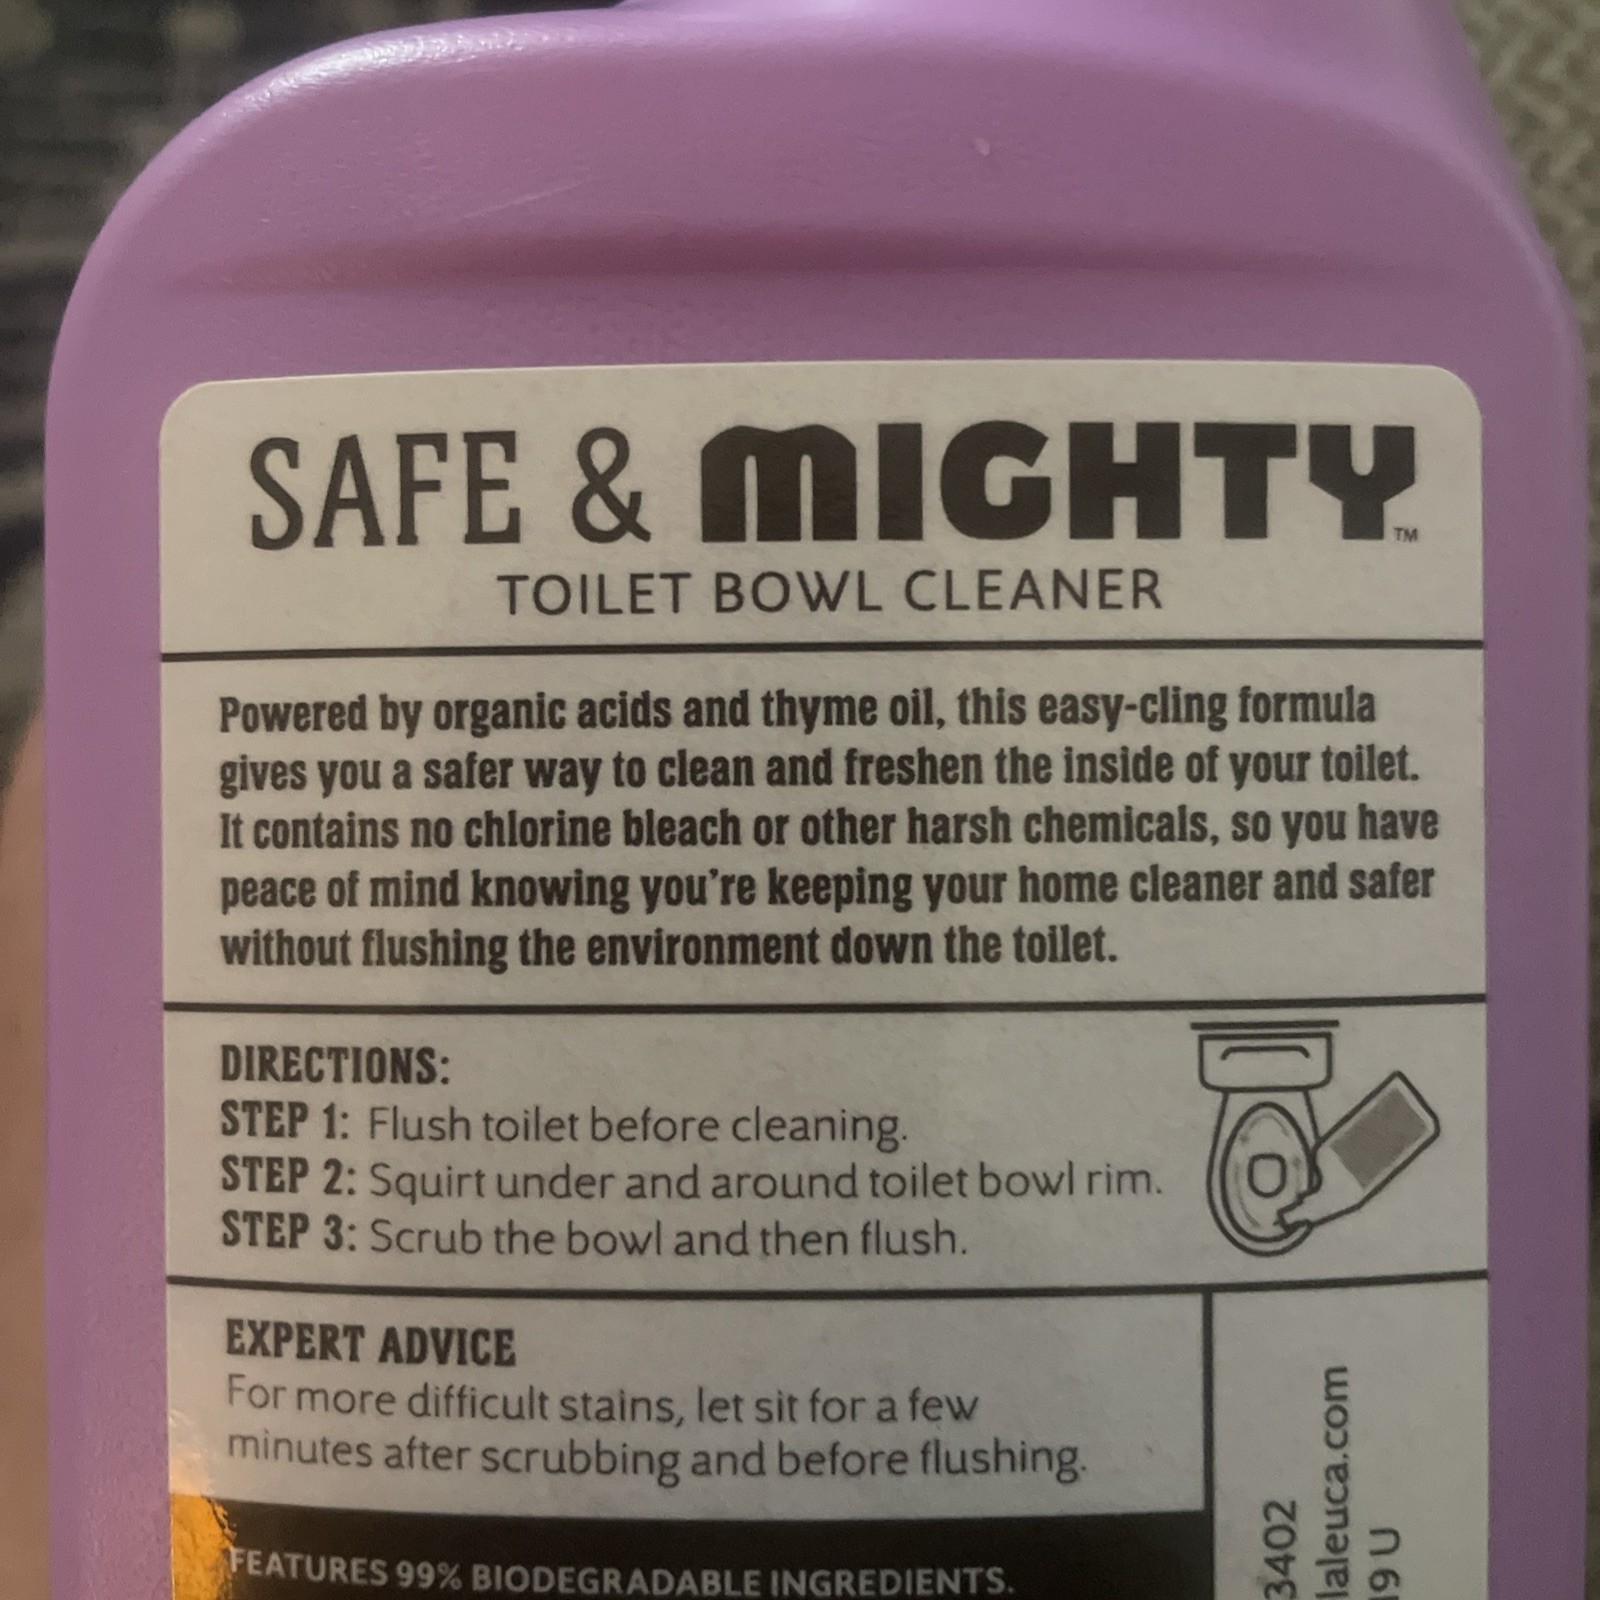 SAFE & MIGHTY™
TOILET BOWL CLEANER
Powered by organic acids and thyme oil, this easy-cling formula
gives you a safer way to clean and freshen the inside of your toilet.
It contains no chlorine bleach or other harsh chemicals, so you have
peace of mind knowing you're keeping your home cleaner and safer
without flushing the environment down the toilet.
DIRECTIONS:
STEP 1: Flush toilet before cleaning.
STEP 2: Squirt under and around toilet bowl rim.
STEP 3: Scrub the bowl and then flush.
EXPERT ADVICE
For more difficult stains, let sit for a few
minutes after scrubbing and before flushing.
FEATURES 99% BIODEGRADABLE INGREDIENTS.
3402
laleuca.com
19 U